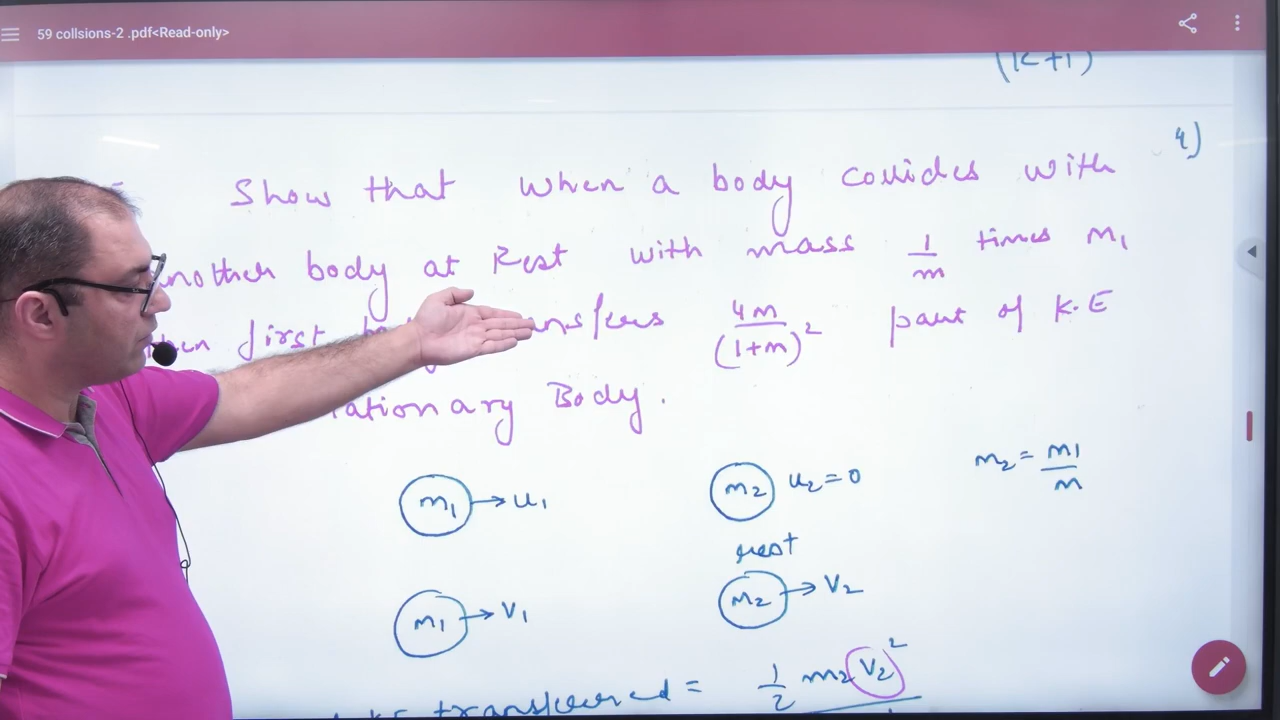 59 collsions-2 .pdf<Read-only>
(K+1)
4)
Show that when a body collides with
another body at Rest with mass 1/m times m₁
first transfers 4m/(1+m)² part of K.E
Body.
m₁ → u₁ m₂ u₂=0 m₂ = m₁/m
rest
m₁ → v₁ m₂ → v₂
transferred = 1/2 m₂ v₂²